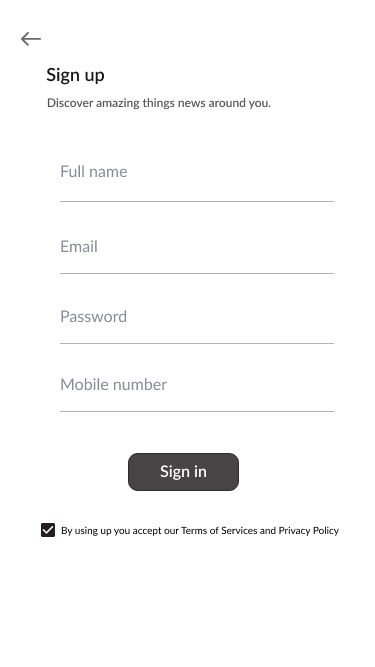 Sign up
Discover amazing things news around you.
Full name
Email
Password
Mobile number
Sign in
By using up you accept our Terms of Services and Privacy Policy